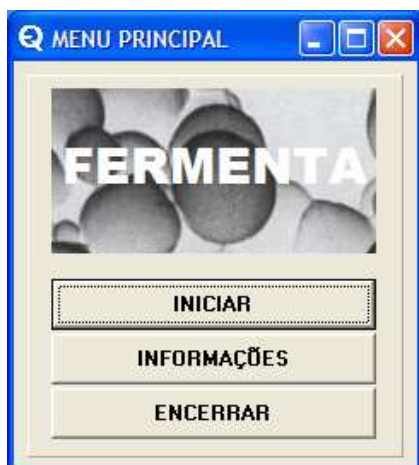 MENU PRINCIPAL
FERMENTA
INICIAR
INFORMAÇÕES
ENCERRAR